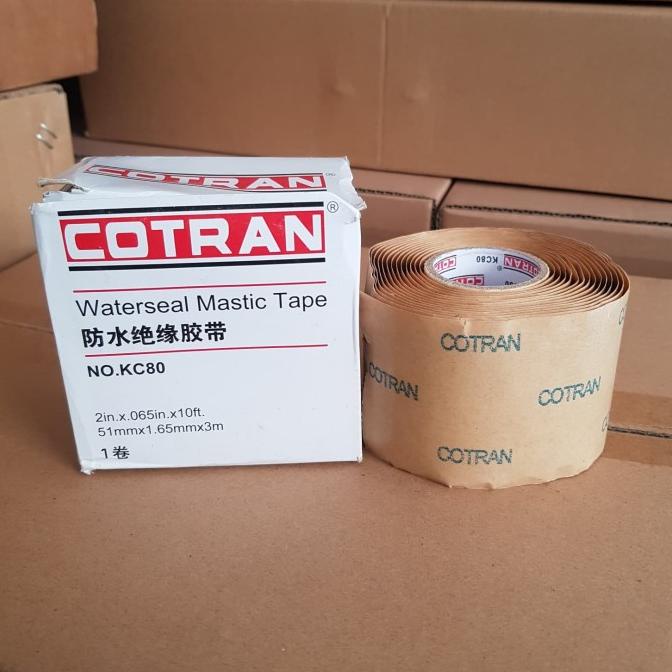 COTRAN
COTRAN®
Waterseal Mastic Tape
防水绝缘胶带
NO.KC80
2in.x.065in.x10ft.
51mmx1.65mmx3m
1卷
KC80
COTRAN
COTRAN
COTRAN
COTRAN
COTRAN